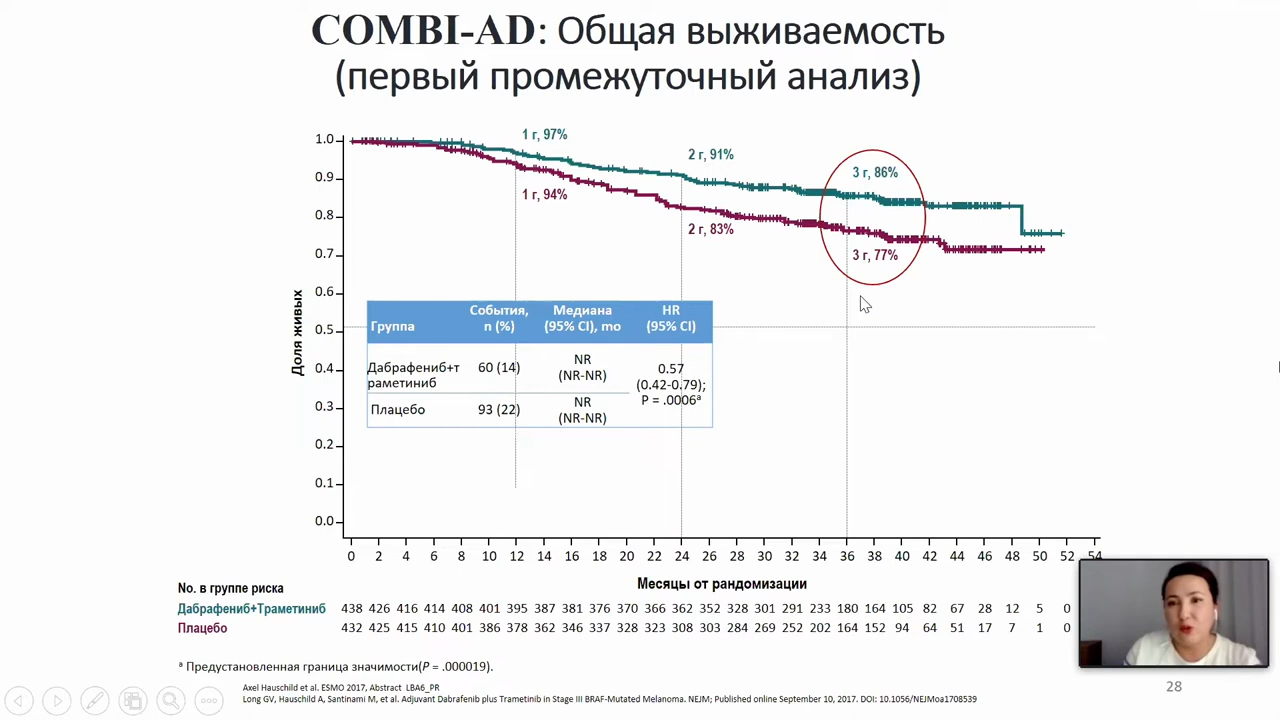 COMBI-AD: Общая выживаемость
(первый промежуточный анализ)
1 г, 97%
2 г, 91%
3 г, 86%
1 г, 94%
2 г, 83%
3 г, 77%
Доля живых
1.0
0.9
0.8
0.7
0.6
0.5
0.4
0.3
0.2
0.1
0.0
Группа События, n (%) Медиана (95% CI), mo HR (95% CI)
Дабрафениб+т
раметиниб 60 (14) NR (NR-NR) 0.57 (0.42-0.79); P = .0006ᵃ
Плацебо 93 (22) NR (NR-NR)
0 2 4 6 8 10 12 14 16 18 20 22 24 26 28 30 32 34 36 38 40 42 44 46 48 50 52 54
Месяцы от рандомизации
No. в группе риска
Дабрафениб+Траметиниб 438 426 416 414 408 401 395 387 381 376 370 366 362 352 328 301 291 233 180 164 105 82 67 28 12 5 0
Плацебо 432 425 415 410 401 386 378 362 346 337 328 323 308 303 284 269 252 202 164 152 94 64 51 17 7 1 0
ᵃ Предустановленная граница значимости(P = .000019).
Axel Hauschild et al. ESMO 2017, Abstract LBA6_PR
Long GV, Hauschild A, Santinami M, et al. Adjuvant Dabrafenib plus Trametinib in Stage III BRAF-Mutated Melanoma. NEJM; Published online September 10, 2017. DOI: 10.1056/NEJMoa1708539
28